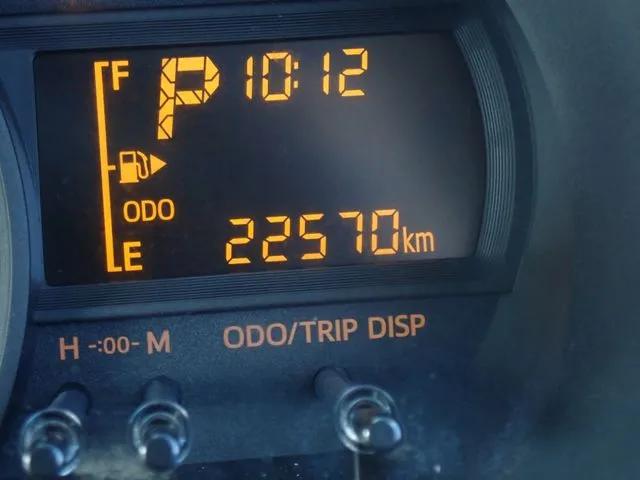 F
P 10:12
ODO
E
22570km
H -:00- M
ODO/TRIP DISP